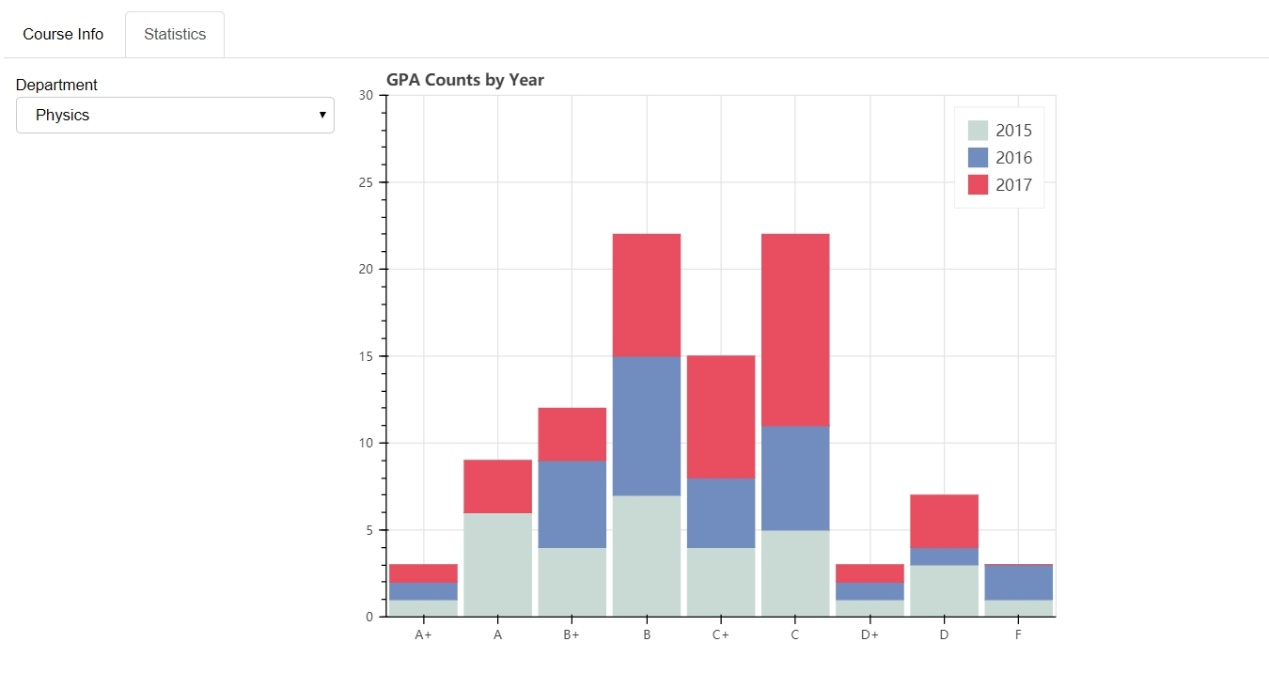 Course Info
Statistics
Department
Physics
GPA Counts by Year
30
25
20
15
10
5
0
2015
2016
2017
A+ A B+ B C+ C D+ D F